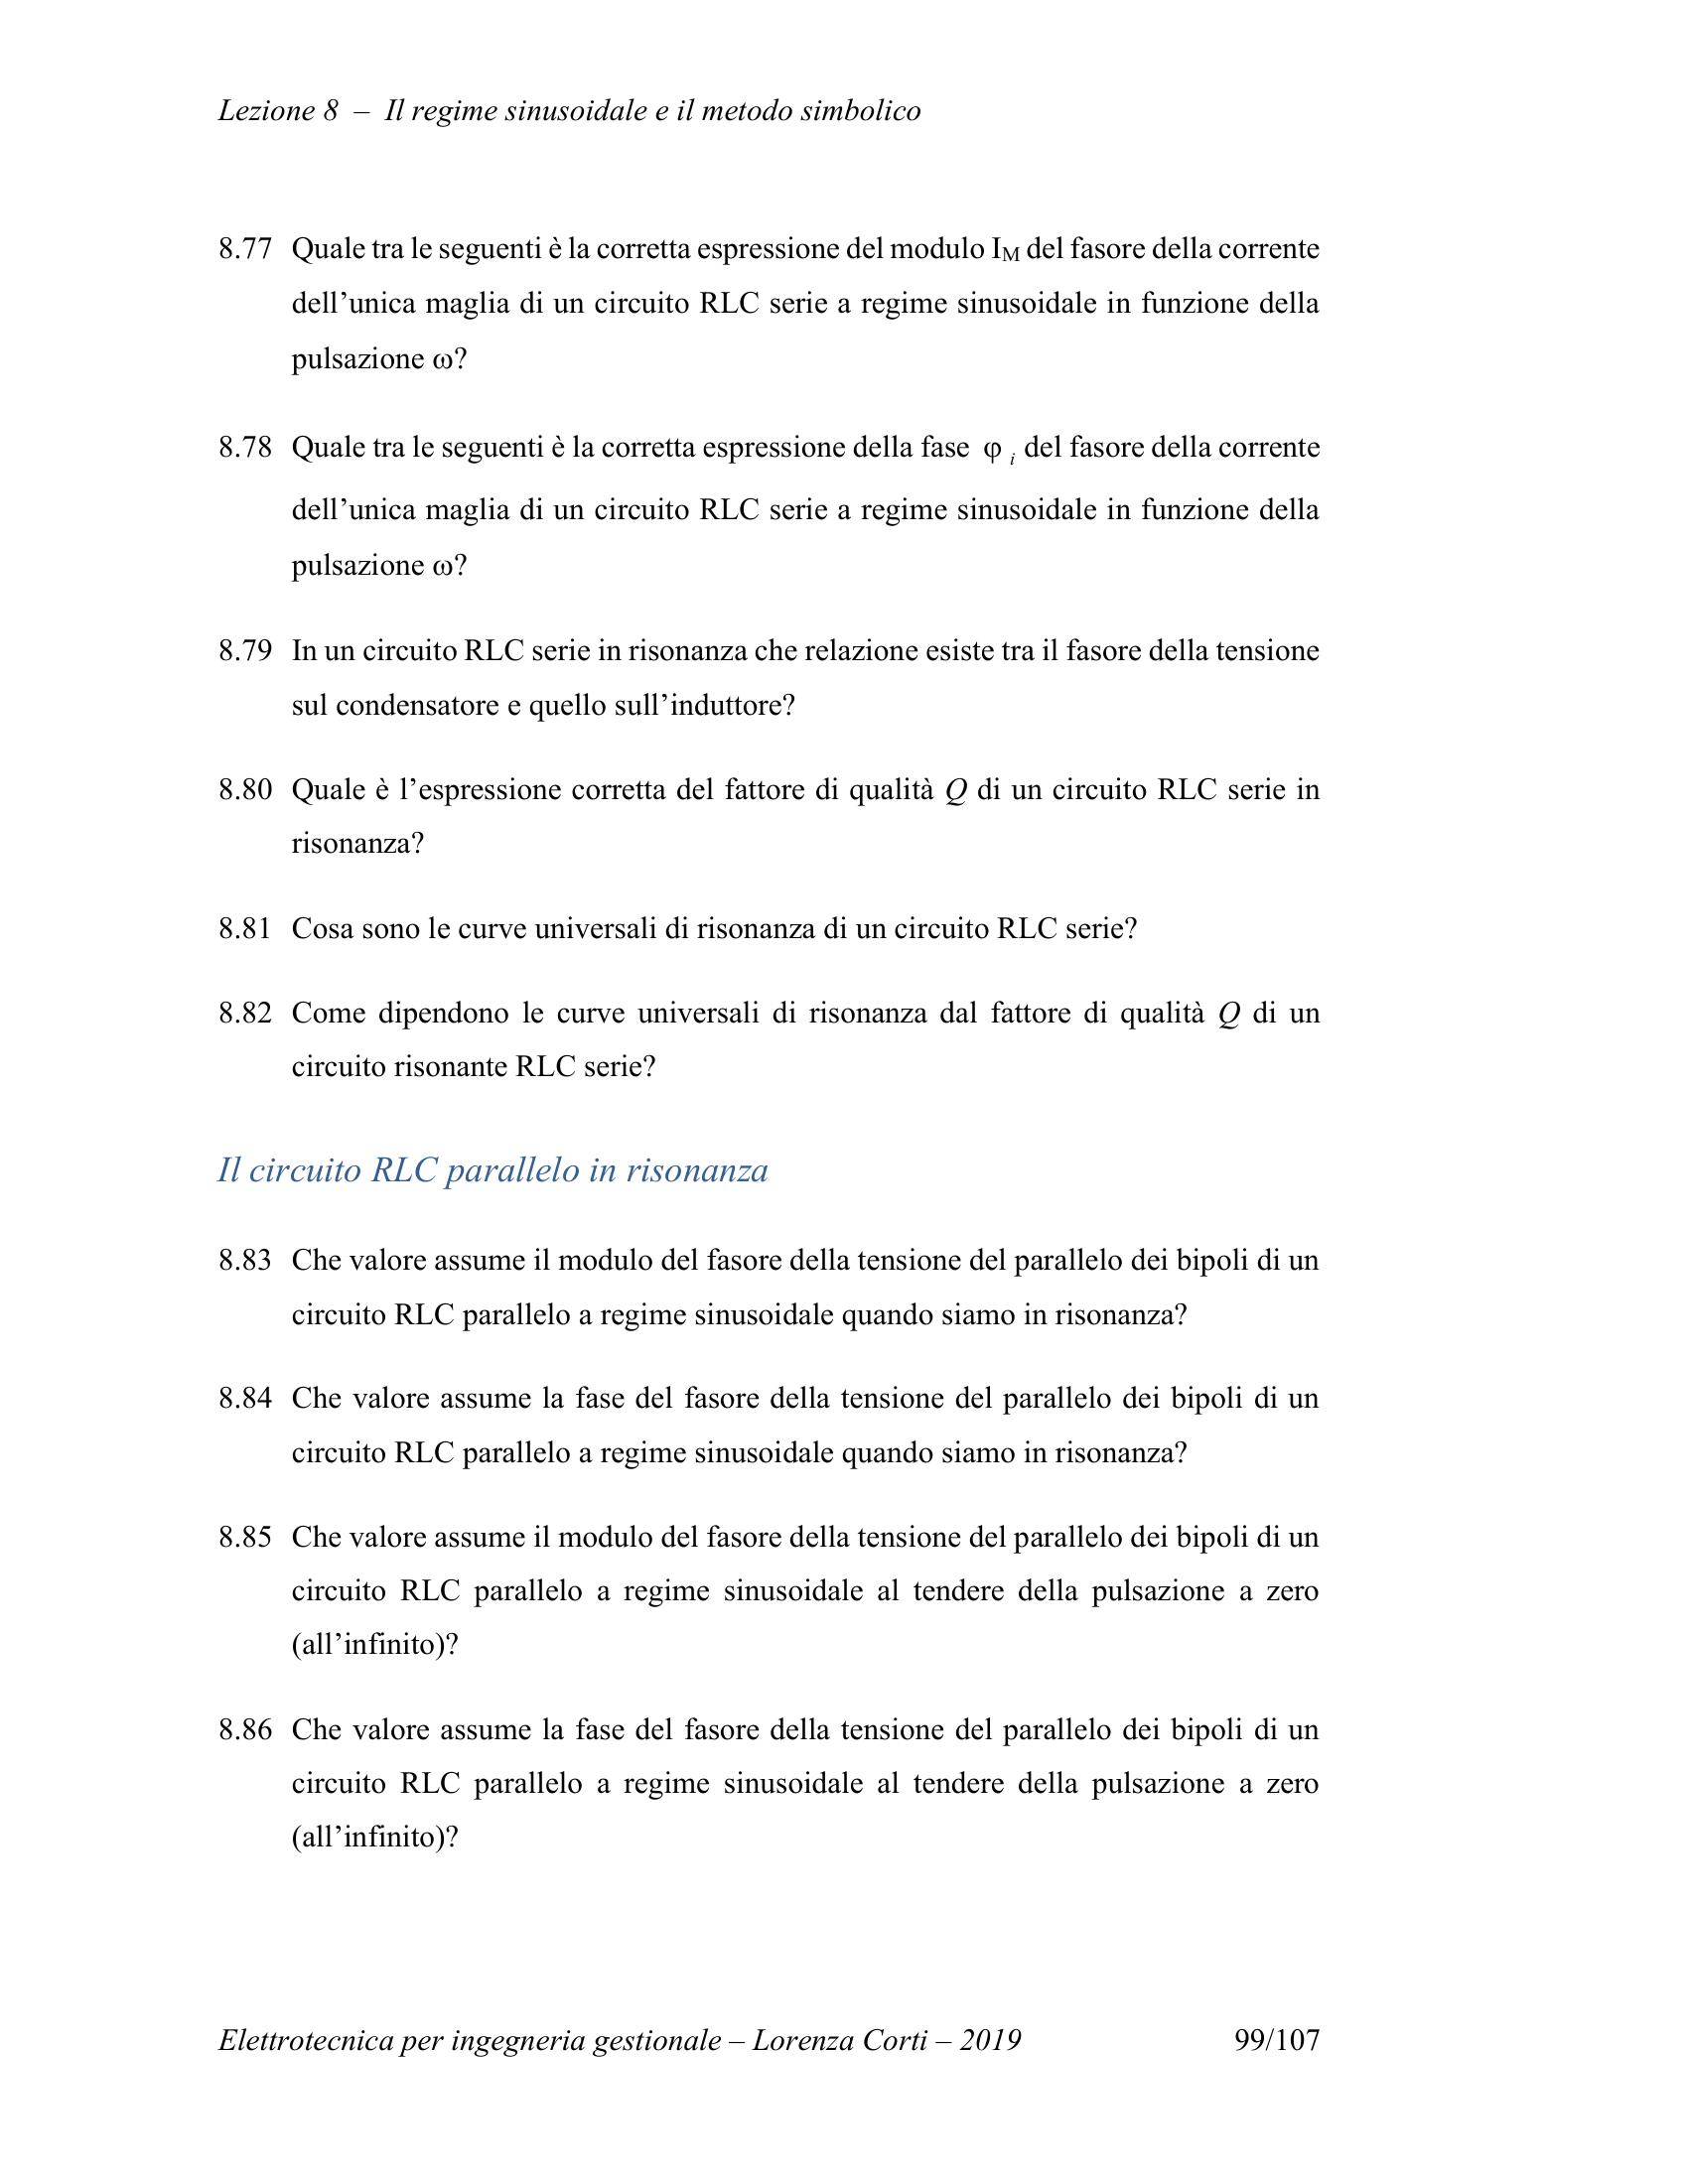 Lezione 8 – Il regime sinusoidale e il metodo simbolico
8.77 Quale tra le seguenti è la corretta espressione del modulo IM del fasore della corrente
dell’unica maglia di un circuito RLC serie a regime sinusoidale in funzione della
pulsazione ω?
8.78 Quale tra le seguenti è la corretta espressione della fase φ i del fasore della corrente
dell’unica maglia di un circuito RLC serie a regime sinusoidale in funzione della
pulsazione ω?
8.79 In un circuito RLC serie in risonanza che relazione esiste tra il fasore della tensione
sul condensatore e quello sull’induttore?
8.80 Quale è l’espressione corretta del fattore di qualità Q di un circuito RLC serie in
risonanza?
8.81 Cosa sono le curve universali di risonanza di un circuito RLC serie?
8.82 Come dipendono le curve universali di risonanza dal fattore di qualità Q di un
circuito risonante RLC serie?
Il circuito RLC parallelo in risonanza
8.83 Che valore assume il modulo del fasore della tensione del parallelo dei bipoli di un
circuito RLC parallelo a regime sinusoidale quando siamo in risonanza?
8.84 Che valore assume la fase del fasore della tensione del parallelo dei bipoli di un
circuito RLC parallelo a regime sinusoidale quando siamo in risonanza?
8.85 Che valore assume il modulo del fasore della tensione del parallelo dei bipoli di un
circuito RLC parallelo a regime sinusoidale al tendere della pulsazione a zero
(all’infinito)?
8.86 Che valore assume la fase del fasore della tensione del parallelo dei bipoli di un
circuito RLC parallelo a regime sinusoidale al tendere della pulsazione a zero
(all’infinito)?
Elettrotecnica per ingegneria gestionale – Lorenza Corti – 2019 99/107